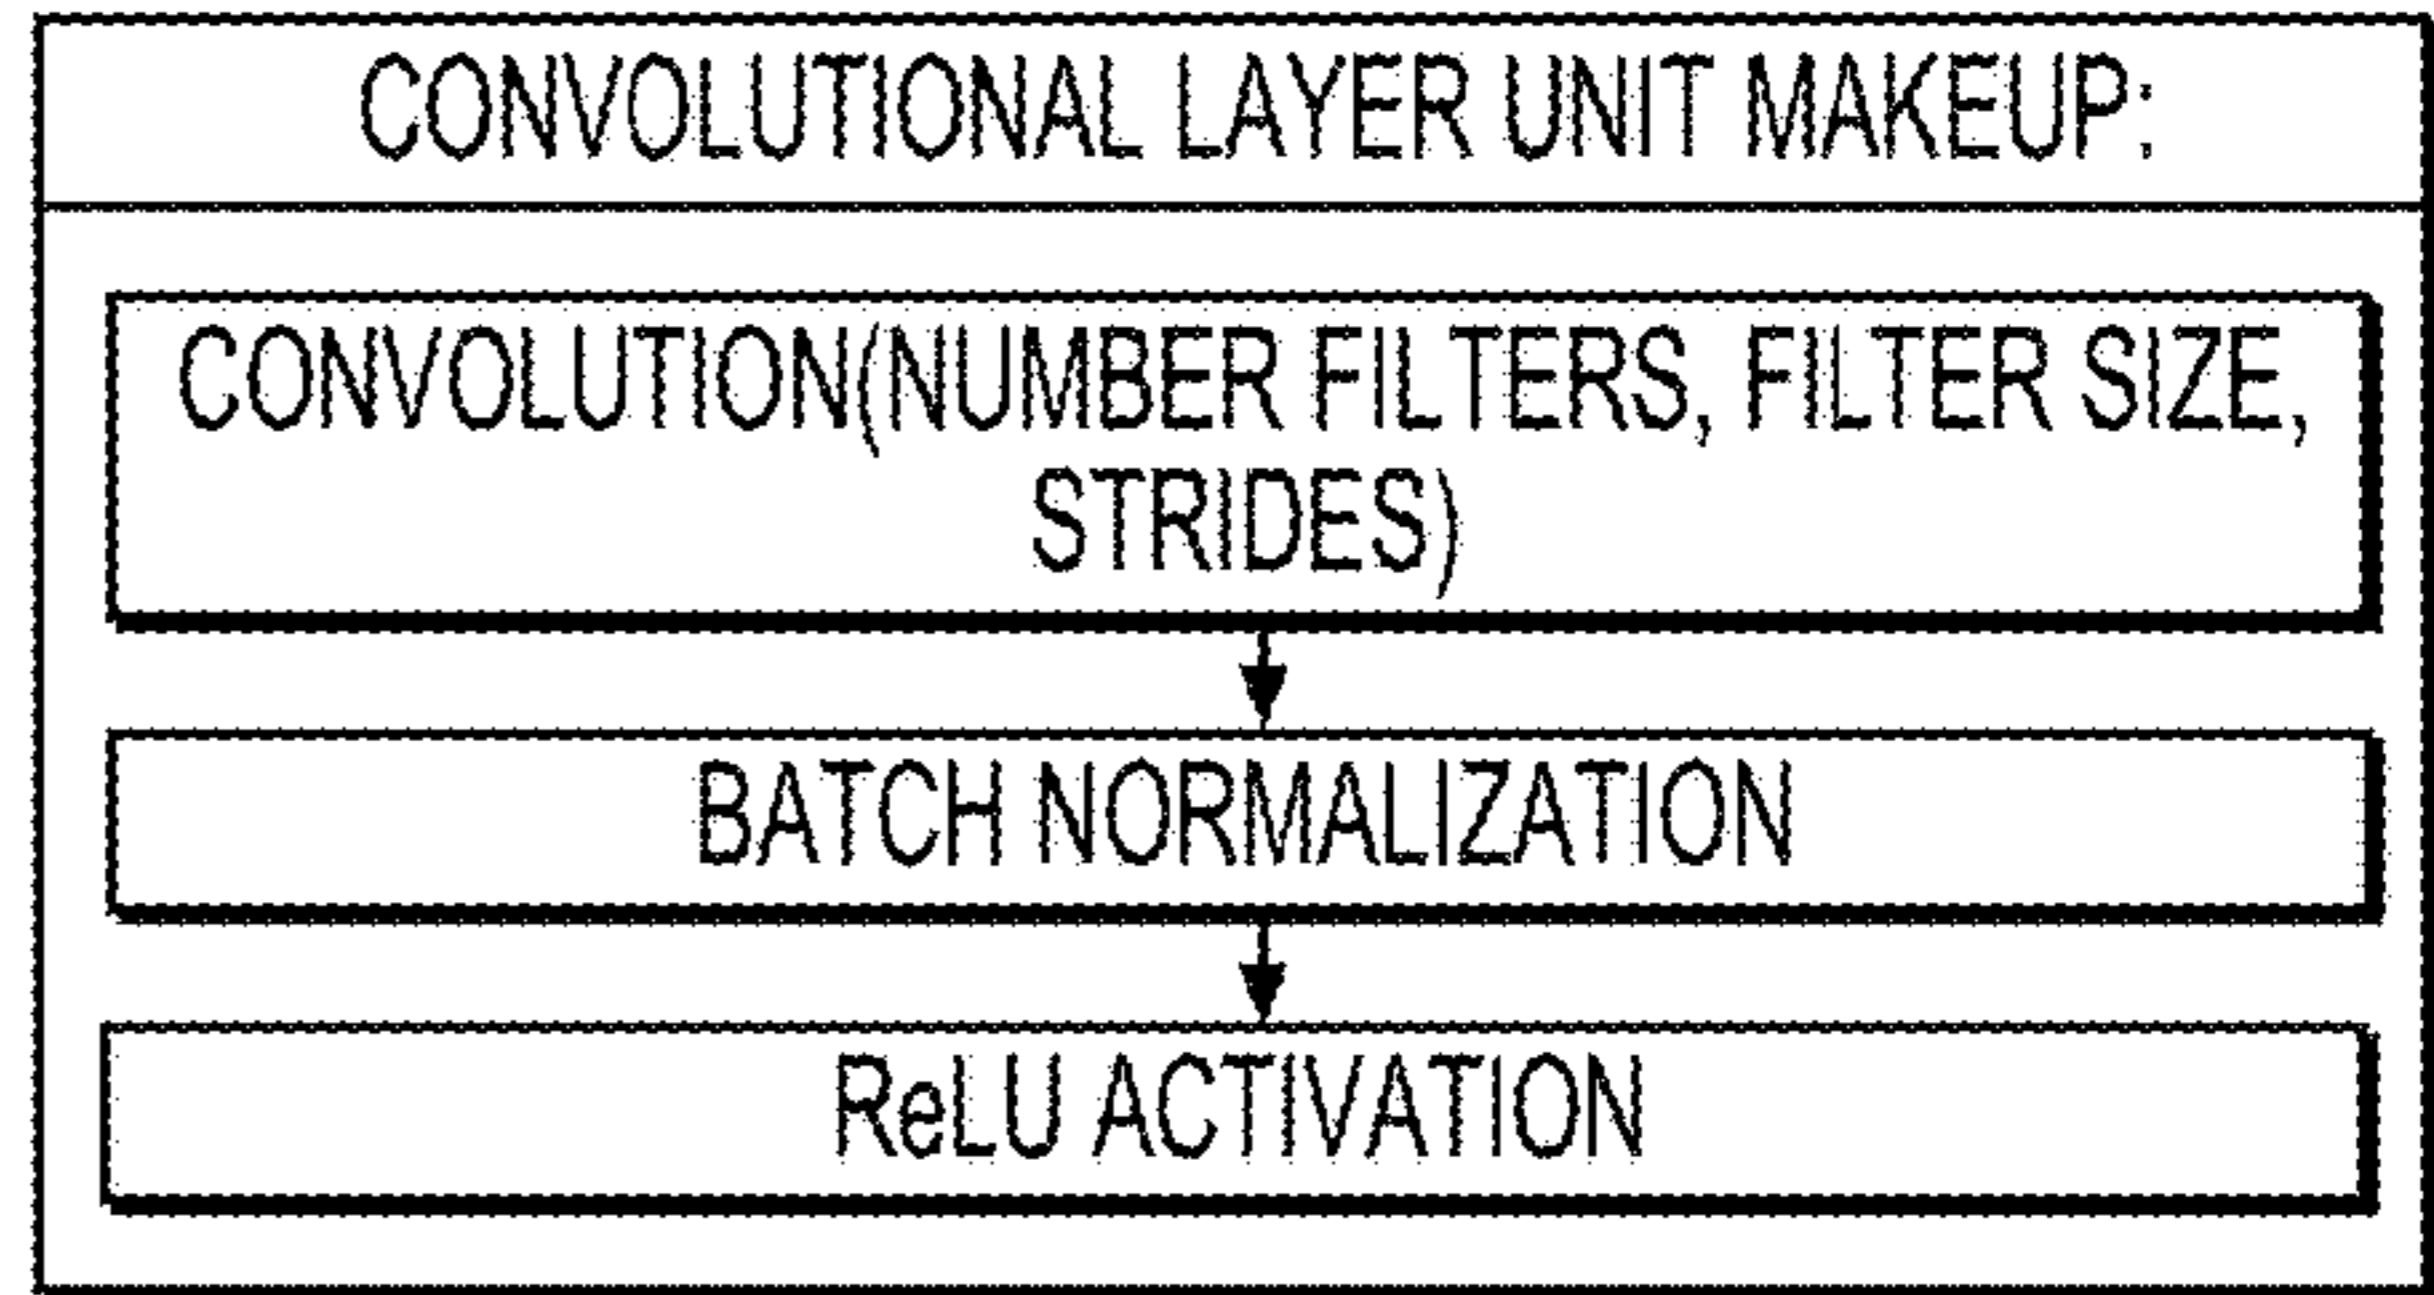 CONVOLUTIONAL LAYER UNIT MAKEUP:
CONVOLUTION(NUMBER FILTERS, FILTER SIZE,
STRIDES)
BATCH NORMALIZATION
ReLU ACTIVATION